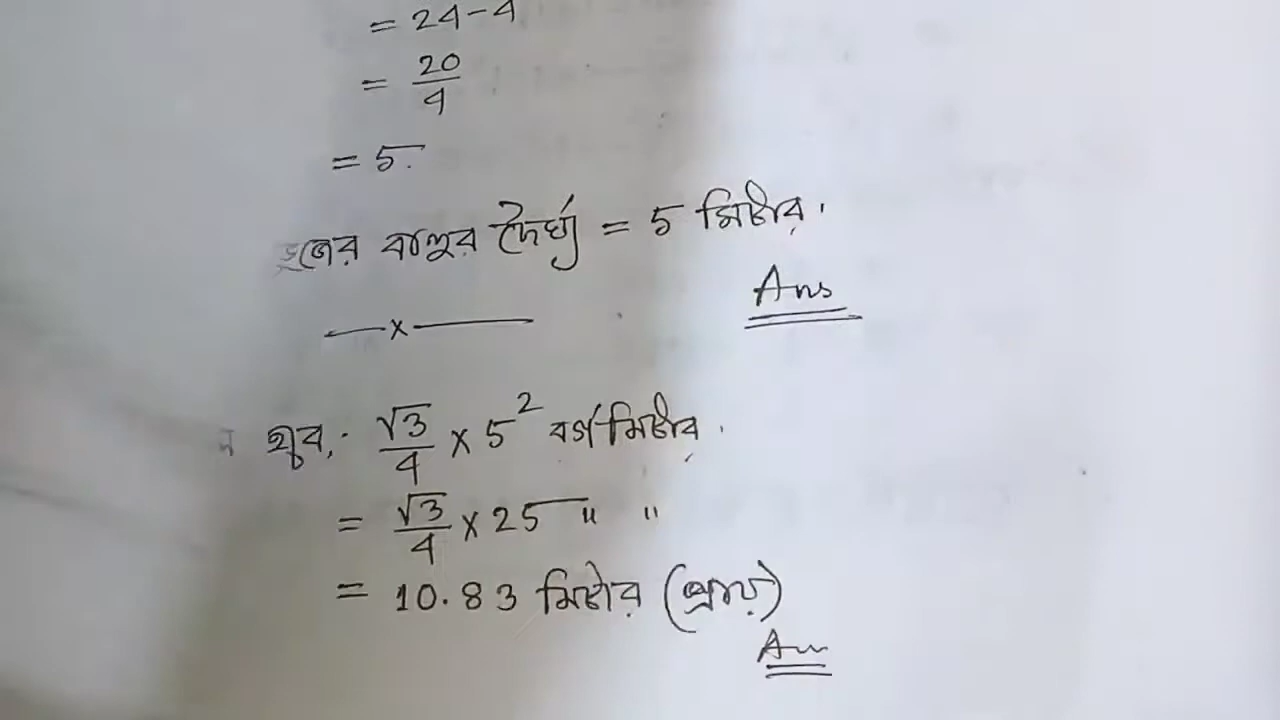 = 24-4
= 20/4
= 5.
ভুজের বাহুর দৈর্ঘ্য = 5 মিটার.
Ans
—x—
সূত্র, √3/4 × 5² বর্গমিটার.
= √3/4 × 25 " "
= 10.83 মিটার (প্রায়)
Ans